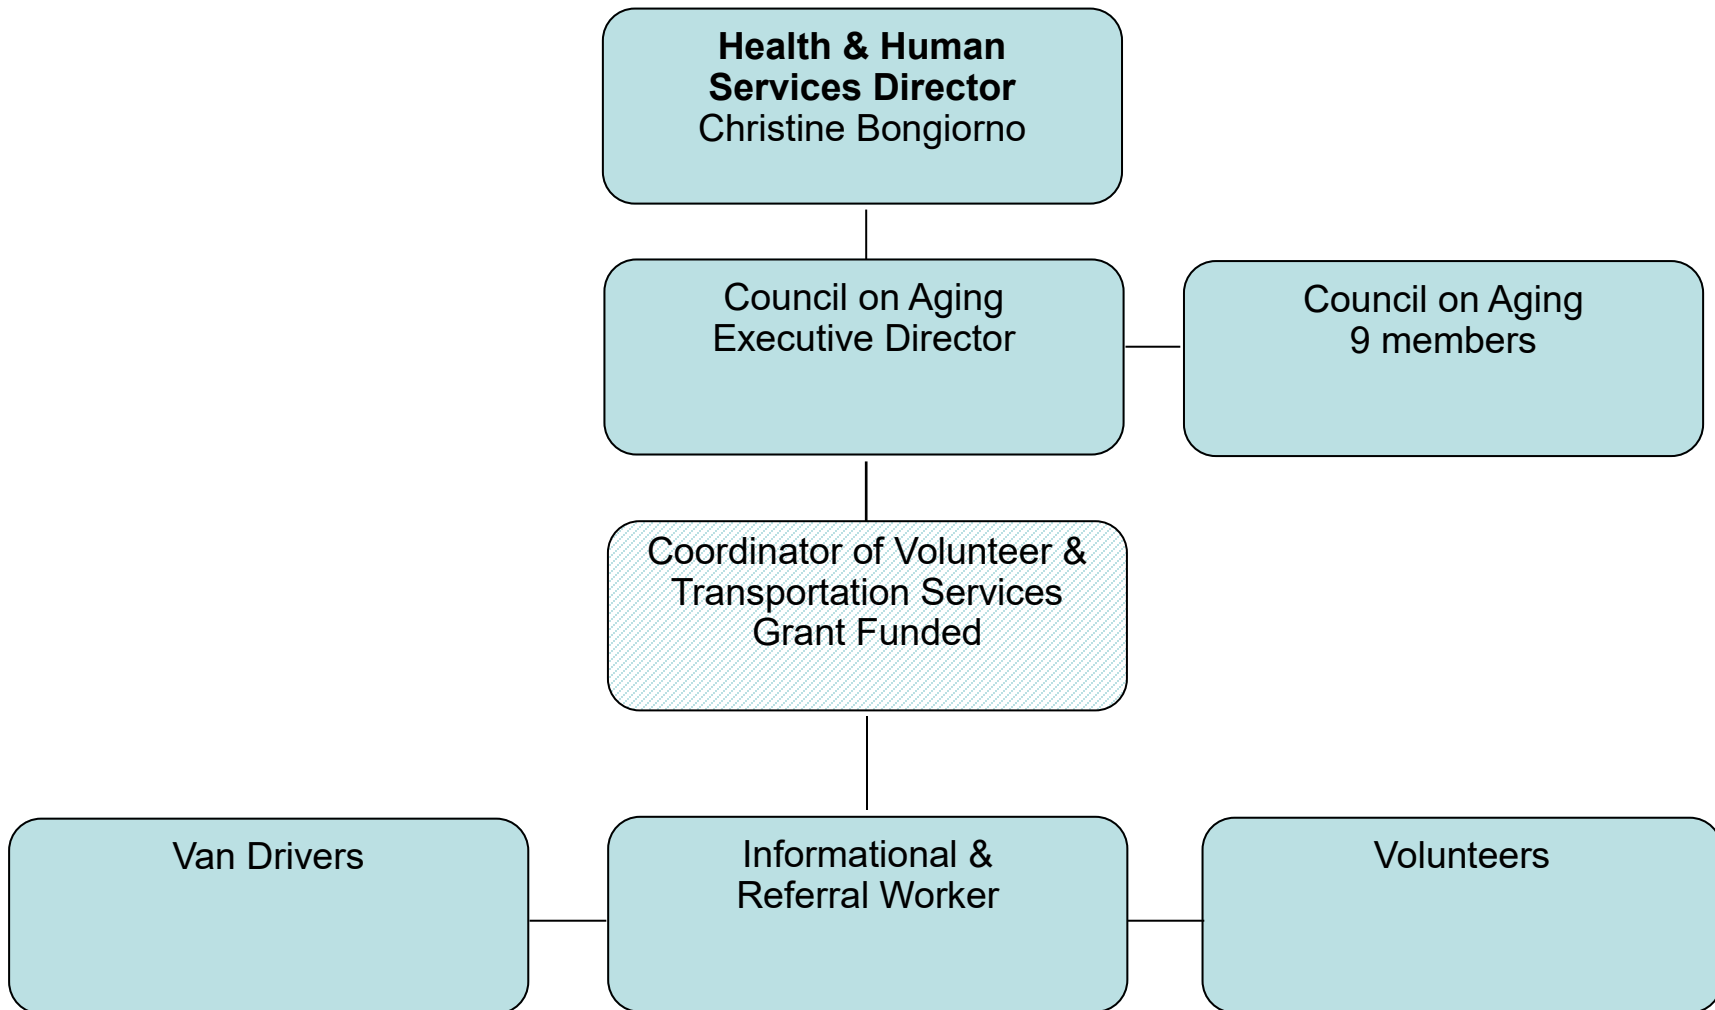 Health & Human
Services Director
Christine Bongiorno
Council on Aging
Executive Director
Council on Aging
9 members
Coordinator of Volunteer &
Transportation Services
Grant Funded
Van Drivers
Informational &
Referral Worker
Volunteers